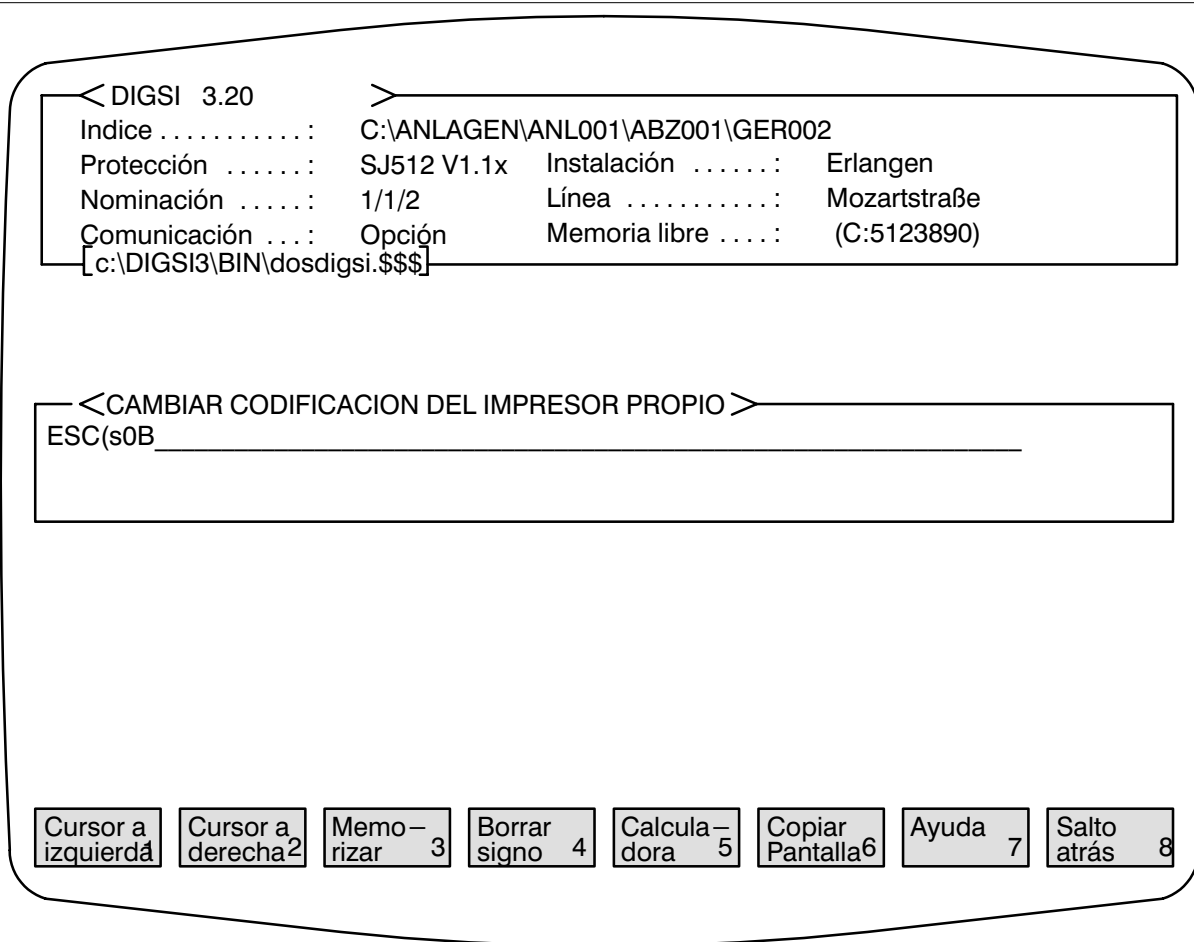 < DIGSI 3.20 >
Indice . . . . . . . . . . . : C:\ANLAGEN\ANL001\ABZ001\GER002
Protección . . . . . . : SJ512 V1.1x Instalación . . . . . . : Erlangen
Nominación . . . . . : 1/1/2 Línea . . . . . . . . . . . : Mozartstraße
Comunicación . . . : Opción Memoria libre . . . . : (C:5123890)
[c:\DIGSI3\BIN\dosdigsi.$$$]
<CAMBIAR CODIFICACION DEL IMPRESOR PROPIO >
ESC(s0B_________________________________________________________________
Cursor a izquierda 1
Cursor a derecha 2
Memo–
rizar 3
Borrar signo 4
Calcula–
dora 5
Copiar Pantalla 6
Ayuda 7
Salto atrás 8